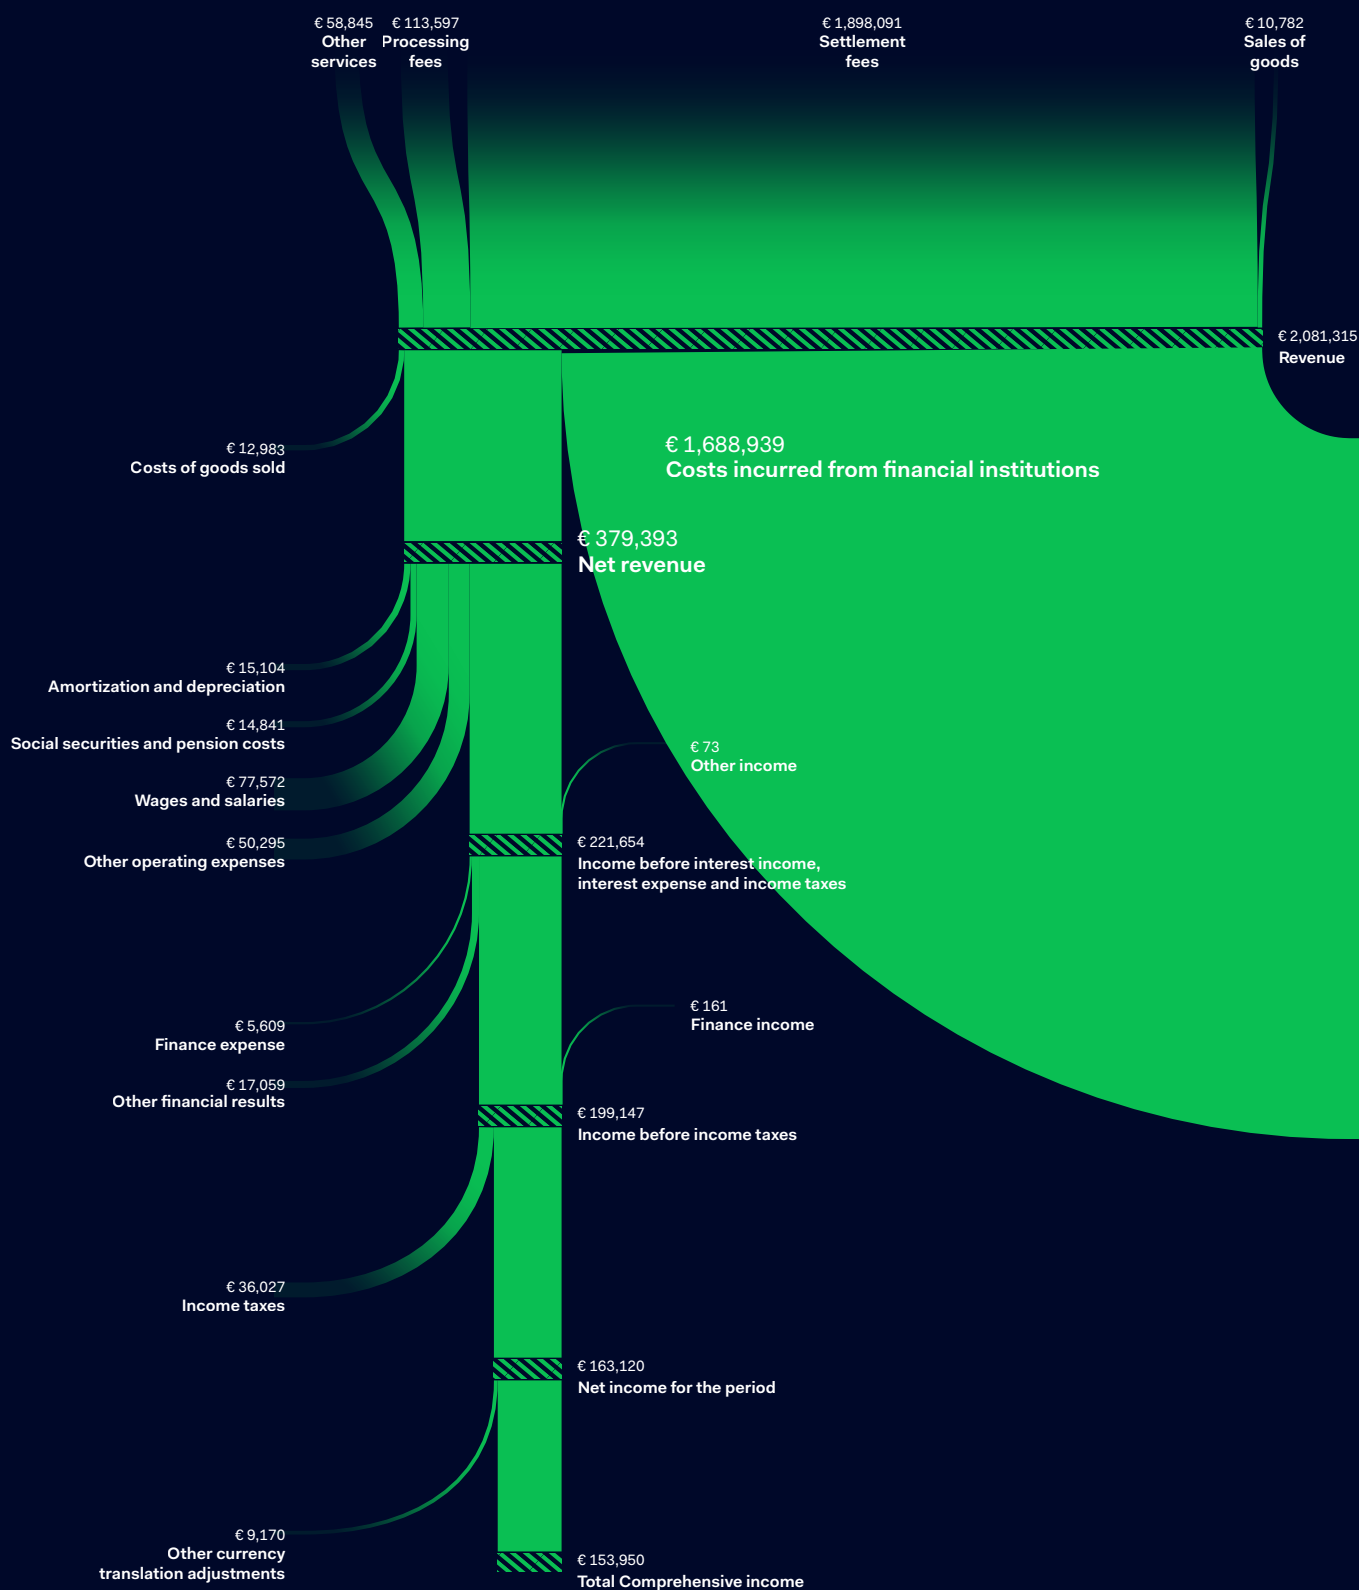 € 58,845
Other
services
€ 113,597
Processing
fees
€ 1,898,091
Settlement
fees
€ 10,782
Sales of
goods
€ 2,081,315
Revenue
€ 12,983
Costs of goods sold
€ 1,688,939
Costs incurred from financial institutions
€ 379,393
Net revenue
€ 15,104
Amortization and depreciation
€ 14,841
Social securities and pension costs
€ 73
Other income
€ 77,572
Wages and salaries
€ 50,295
Other operating expenses
€ 221,654
Income before interest income,
interest expense and income taxes
€ 5,609
Finance expense
€ 161
Finance income
€ 17,059
Other financial results
€ 199,147
Income before income taxes
€ 36,027
Income taxes
€ 163,120
Net income for the period
€ 9,170
Other currency
translation adjustments
€ 153,950
Total Comprehensive income